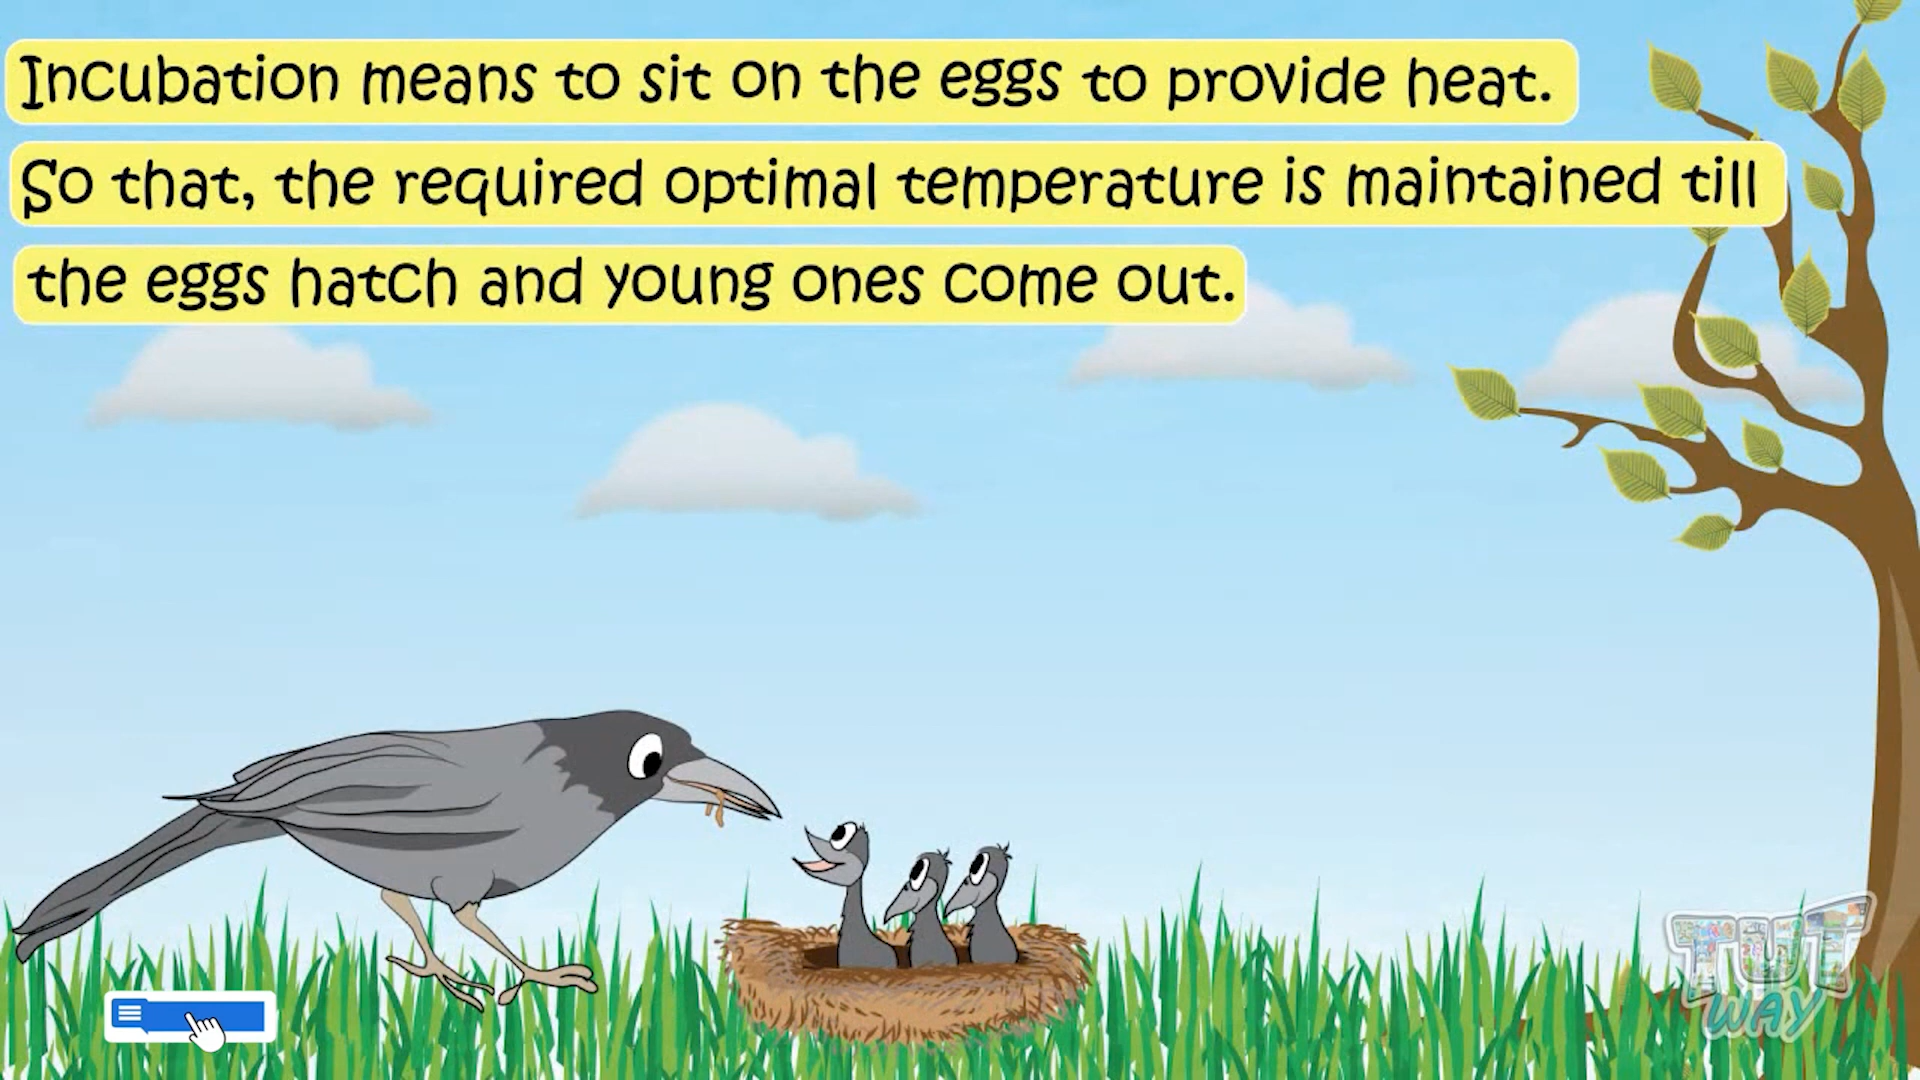 Incubation means to sit on the eggs to provide heat.
So that, the required optimal temperature is maintained till
the eggs hatch and young ones come out.
TUT
WAY